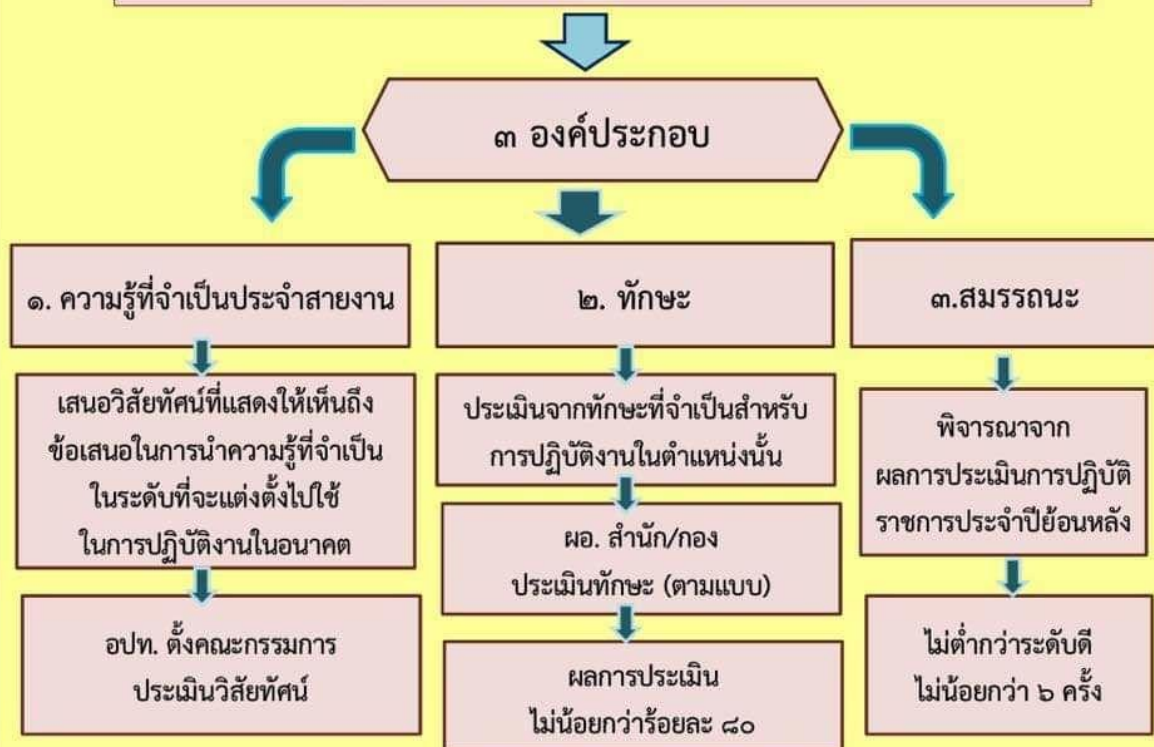 ๓ องค์ประกอบ
๑. ความรู้ที่จำเป็นประจำสายงาน
เสนอวิสัยทัศน์ที่แสดงให้เห็นถึง
ข้อเสนอในการนำความรู้ที่จำเป็น
ในระดับที่จะแต่งตั้งไปใช้
ในการปฏิบัติงานในอนาคต
อปท. ตั้งคณะกรรมการ
ประเมินวิสัยทัศน์
๒. ทักษะ
ประเมินจากทักษะที่จำเป็นสำหรับ
การปฏิบัติงานในตำแหน่งนั้น
ผอ. สำนัก/กอง
ประเมินทักษะ (ตามแบบ)
ผลการประเมิน
ไม่น้อยกว่าร้อยละ ๘๐
๓.สมรรถนะ
พิจารณาจาก
ผลการประเมินการปฏิบัติ
ราชการประจำปีย้อนหลัง
ไม่ต่ำกว่าระดับดี
ไม่น้อยกว่า ๖ ครั้ง